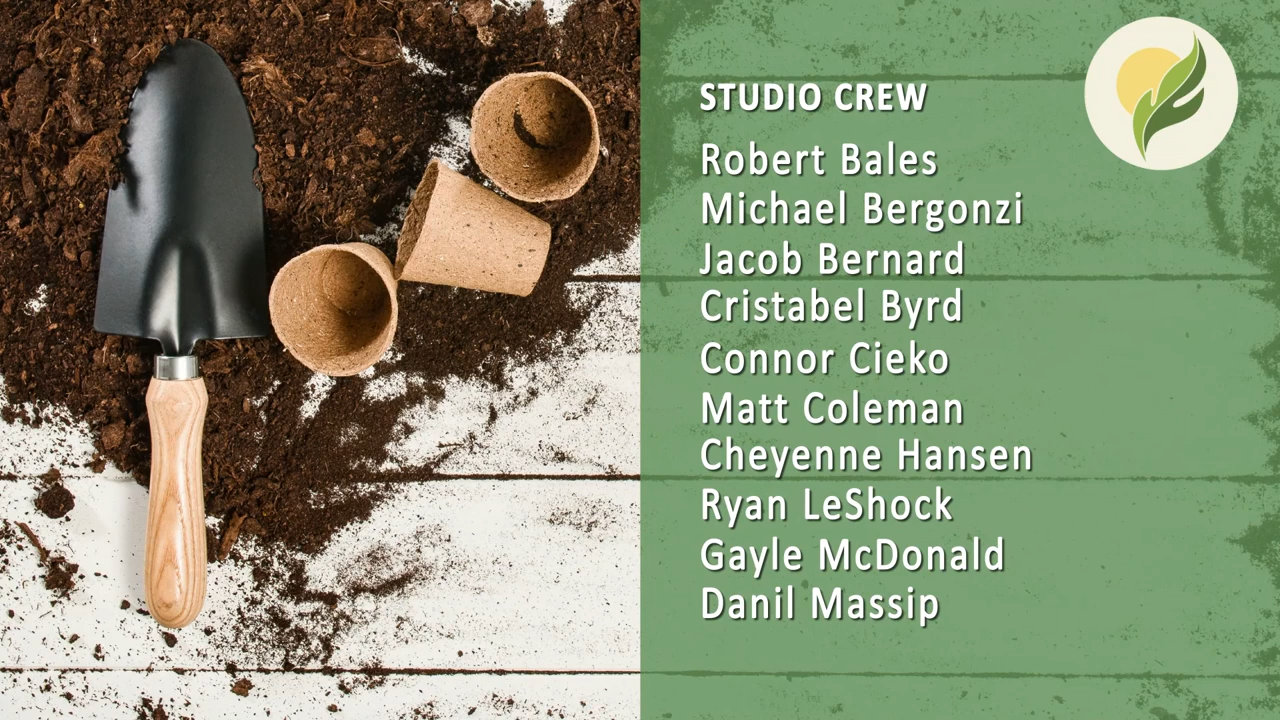 STUDIO CREW
Robert Bales
Michael Bergonzi
Jacob Bernard
Cristabel Byrd
Connor Cieko
Matt Coleman
Cheyenne Hansen
Ryan LeShock
Gayle McDonald
Danil Massip